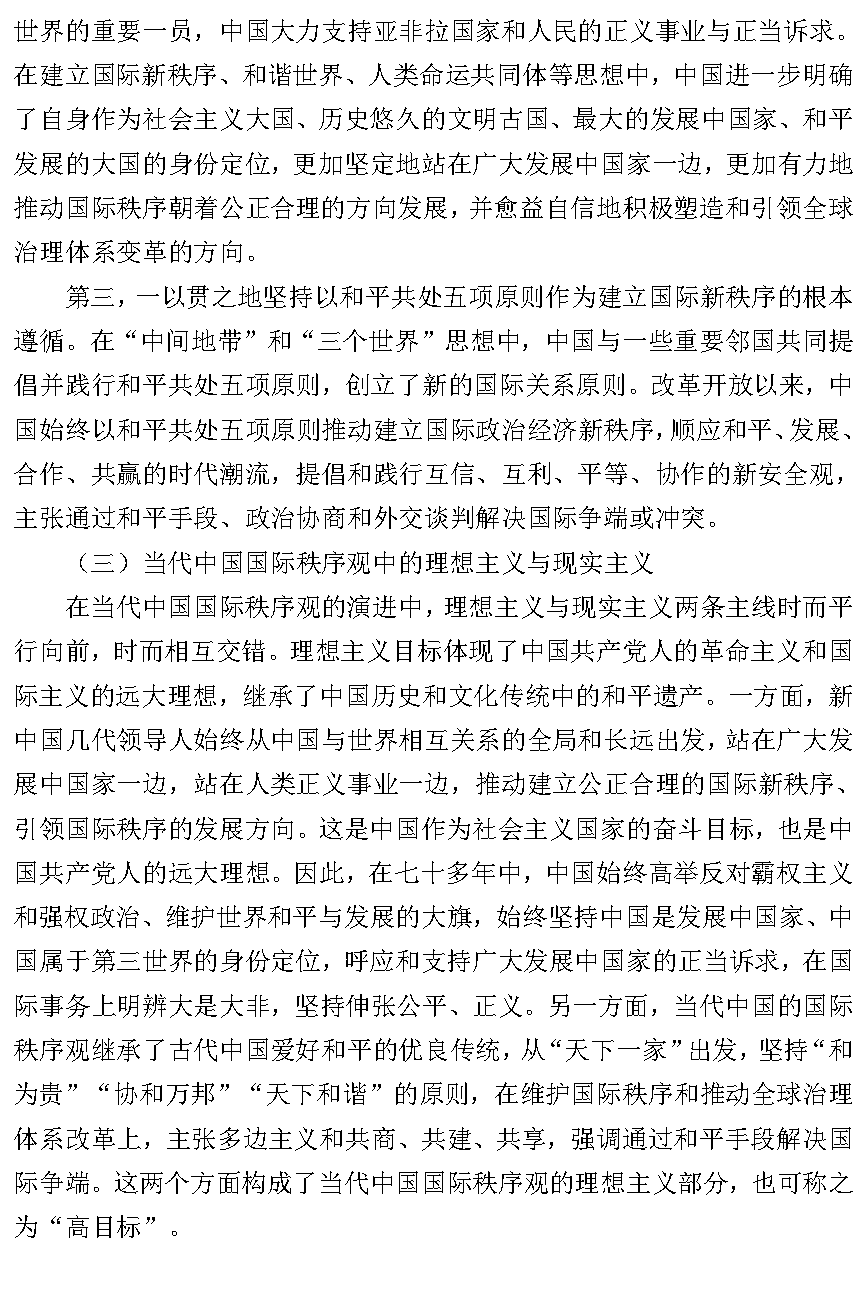 世界的重要一员，中国大力支持亚非拉国家和人民的正义事业与正当诉求。
在建立国际新秩序、和谐世界、人类命运共同体等思想中，中国进一步明确
了自身作为社会主义大国、历史悠久的文明古国、最大的发展中国家、和平
发展的大国的身份定位，更加坚定地站在广大发展中国家一边，更加有力地
推动国际秩序朝着公正合理的方向发展，并愈益自信地积极塑造和引领全球
治理体系变革的方向。
第三，一以贯之地坚持以和平共处五项原则作为建立国际新秩序的根本
遵循。在“中间地带”和“三个世界”思想中，中国与一些重要邻国共同提
倡并践行和平共处五项原则，创立了新的国际关系原则。改革开放以来，中
国始终以和平共处五项原则推动建立国际政治经济新秩序，顺应和平、发展、
合作、共赢的时代潮流，提倡和践行互信、互利、平等、协作的新安全观，
主张通过和平手段、政治协商和外交谈判解决国际争端或冲突。
（三）当代中国国际秩序观中的理想主义与现实主义
在当代中国国际秩序观的演进中，理想主义与现实主义两条主线时而平
行向前，时而相互交错。理想主义目标体现了中国共产党人的革命主义和国
际主义的远大理想，继承了中国历史和文化传统中的和平遗产。一方面，新
中国几代领导人始终从中国与世界相互关系的全局和长远出发，站在广大发
展中国家一边，站在人类正义事业一边，推动建立公正合理的国际新秩序、
引领国际秩序的发展方向。这是中国作为社会主义国家的奋斗目标，也是中
国共产党人的远大理想。因此，在七十多年中，中国始终高举反对霸权主义
和强权政治、维护世界和平与发展的大旗，始终坚持中国是发展中国家、中
国属于第三世界的身份定位，呼应和支持广大发展中国家的正当诉求，在国
际事务上明辨大是大非，坚持伸张公平、正义。另一方面，当代中国的国际
秩序观继承了古代中国爱好和平的优良传统，从“天下一家”出发，坚持“和
为贵”“协和万邦”“天下和谐”的原则，在维护国际秩序和推动全球治理
体系改革上，主张多边主义和共商、共建、共享，强调通过和平手段解决国
际争端。这两个方面构成了当代中国国际秩序观的理想主义部分，也可称之
为“高目标”。